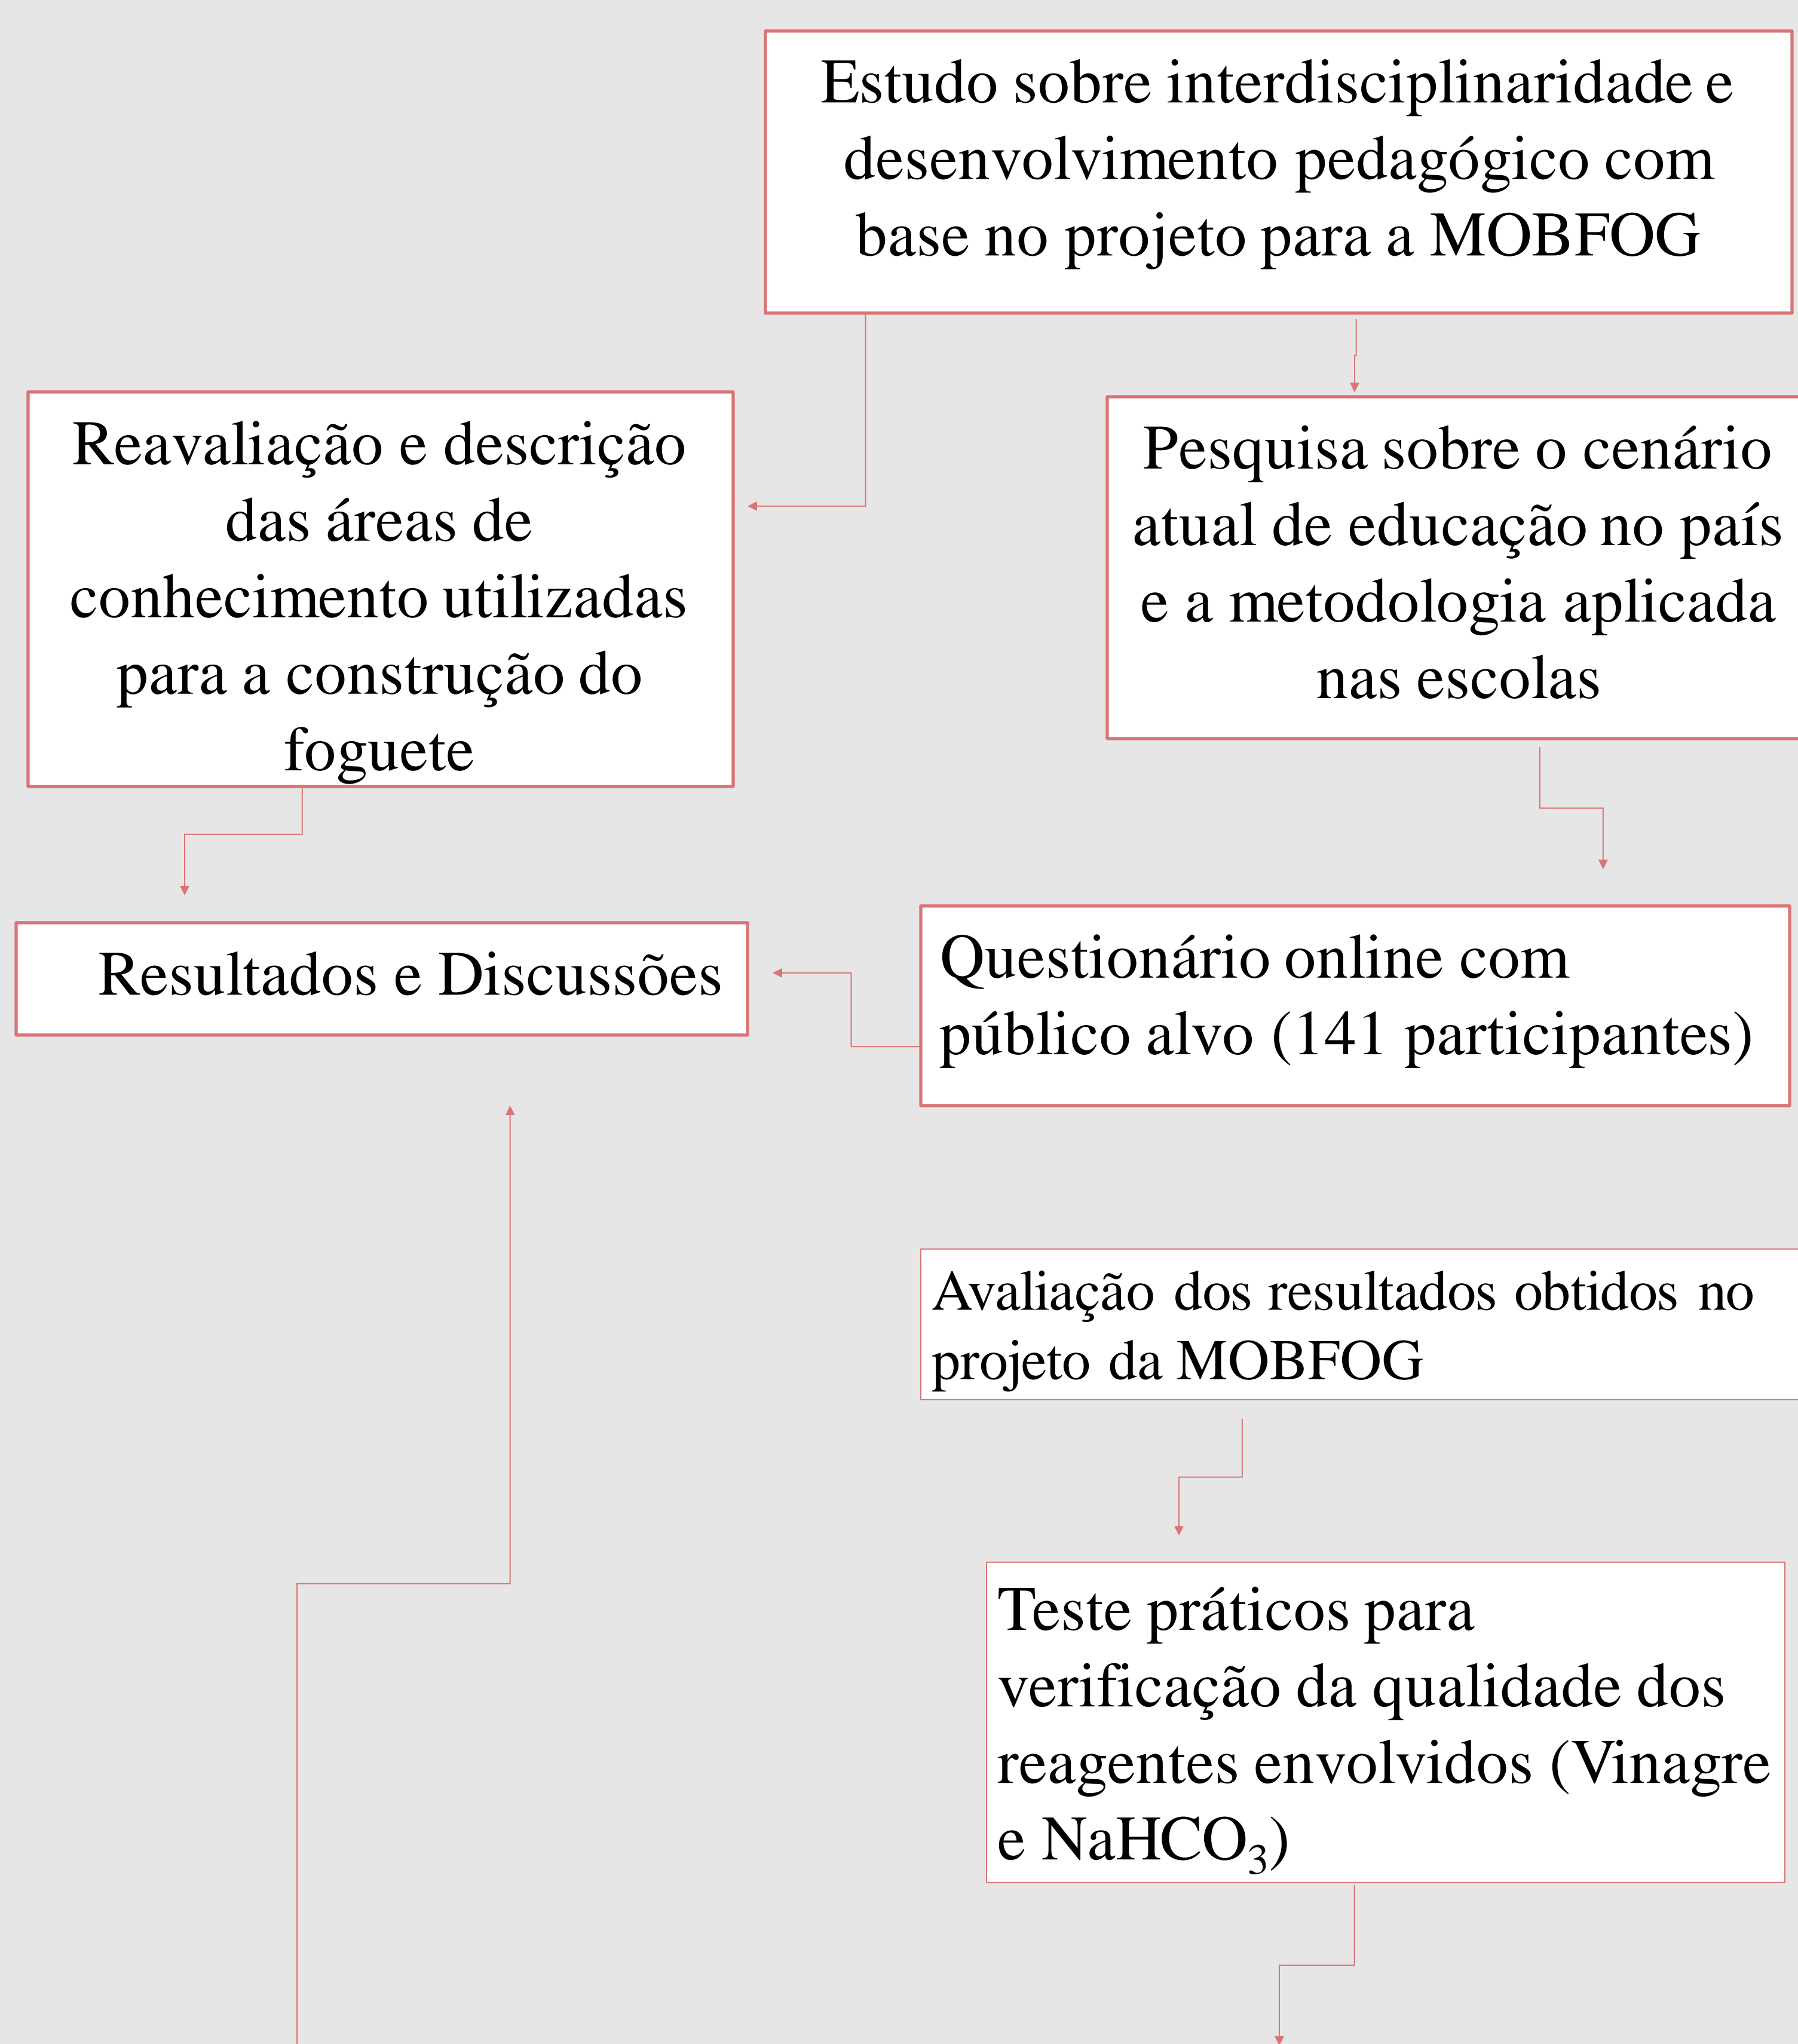 Estudo sobre interdisciplinaridade e
desenvolvimento pedagógico com
base no projeto para a MOBFOG
Reavaliação e descrição
das áreas de
conhecimento utilizadas
para a construção do
foguete
Pesquisa sobre o cenário
atual de educação no país
e a metodologia aplicada
nas escolas
Resultados e Discussões
Questionário online com
público alvo (141 participantes)
Avaliação dos resultados obtidos no
projeto da MOBFOG
Teste práticos para
verificação da qualidade dos
reagentes envolvidos (Vinagre
e NaHCO₃)